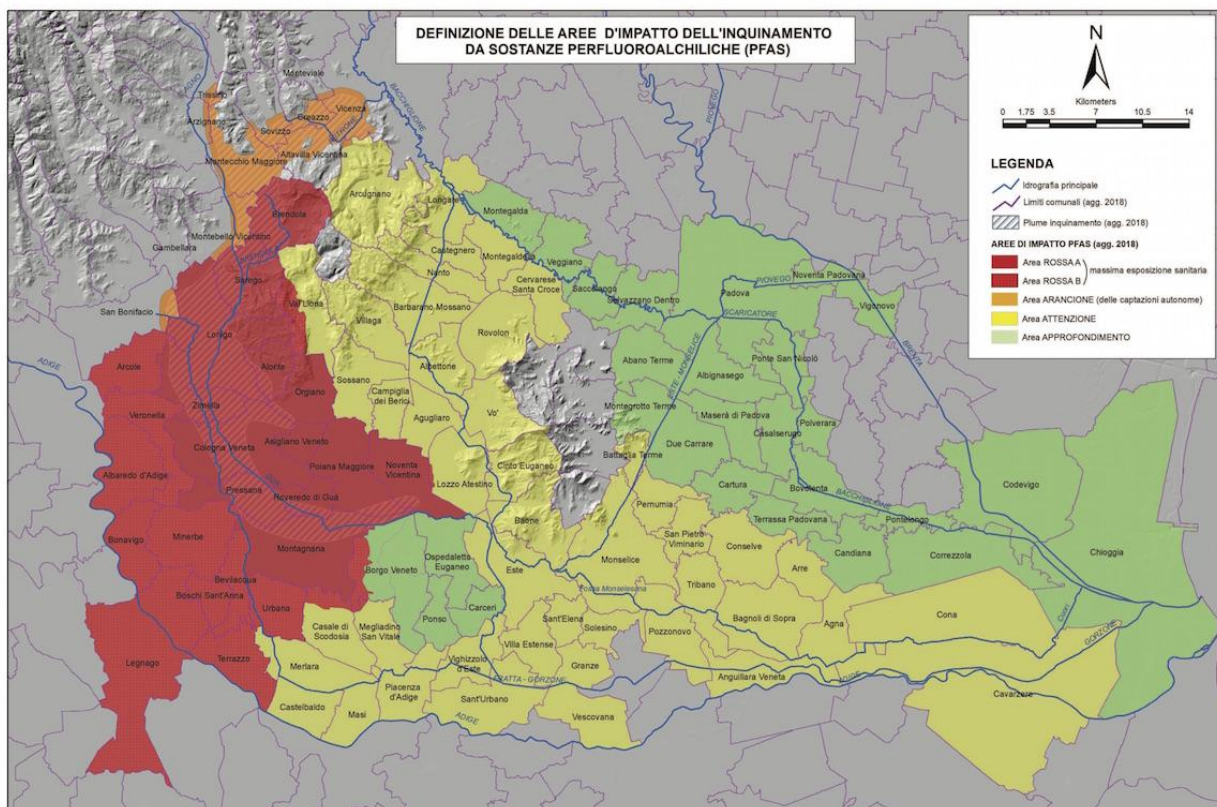 DEFINIZIONE DELLE AREE D'IMPATTO DELL'INQUINAMENTO
DA SOSTANZE PERFLUOROALCHILICHE (PFAS)
N
Kilometers
0 1.75 3.5 7 10.5 14
LEGENDA
Idrografia principale
Limiti comunali (agg. 2018)
Plume inquinamento (agg. 2018)
AREE DI IMPATTO PFAS (agg. 2018)
Area ROSSA A
Area ROSSA B
massima esposizione sanitaria
Area ARANCIONE (delle captazioni autonome)
Area ATTENZIONE
Area APPROFONDIMENTO
Monteviale
AGNO
Trissino
Creazzo
Vicenza
BACCHIGLIONE
Arzignano
Sovizzo
RETRONE
PIOVEGO
Montecchio Maggiore
Altavilla Vicentina
Arcugnano
Longare
Brendola
Montegalda
Montebello Vicentino
Gambellara
Castegnero
Montegaldella
Veggiano
Nanto
Sarego
Cervarese
Santa Croce
Baccolongo
Selvazzano Dentro
Padova
PIOVEGO
Noventa Padovana
Vigonovo
Val Liona
Barbarano Mossano
San Bonifacio
Villaga
SCARICATORE
Lonigo
Rovolon
ADIGE
Arcole
Alonte
Albettone
Abano Terme
ESTE - MONSELICE
Ponte San Nicolò
BRENTA
Albignasego
Orgiano
Sossano
Campiglia
dei Berici
Montegrotto Terme
Veronella
Zimella
Agugliaro
Vo'
Maserà di Padova
Polverara
Casalserugo
Asigliano Veneto
Due Carrare
Cologna Veneta
Battaglia Terme
Poiana Maggiore
Noventa
Vicentina
Cinto Euganeo
Albaredo d'Adige
Lozzo Atestino
Cartura
Bovolenta
Codevigo
Pressana
Roveredo di Guà
BACCHIGLIONE
Pernumia
Terrassa Padovana
Pontelongo
Baone
San Pietro
Viminario
Conselve
Bonavigo
Minerbe
Montagnana
Ospedaletto
Euganeo
Monselice
Candiana
Correzzola
Chioggia
Borgo Veneto
Este
Arre
Bevilacqua
Tribano
Boschi Sant'Anna
Urbana
Carceri
Ponso
Fossa Monselesana
Casale di
Scodosia
Megliadino
San Vitale
Sant'Elena
Solesino
Bagnoli di Sopra
Agna
Cona
Villa Estense
Pozzonovo
GORZONE
Legnago
Terrazzo
Merlara
Vighizzolo
d'Este
Granze
FRATTA - GORZONE
Anguillara Veneta
ADIGE
Cavarzere
Castelbaldo
Masi
Piacenza
d'Adige
Sant'Urbano
ADIGE
Vescovana